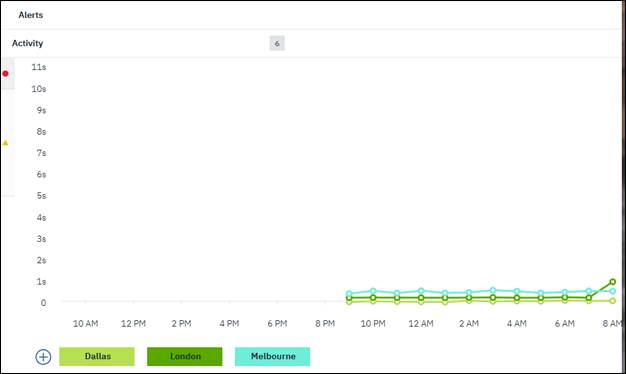 Alerts
Activity 6
11s
10s
9s
8s
7s
6s
5s
4s
3s
2s
1s
0
10 AM 12 PM 2 PM 4 PM 6 PM 8 PM 10 PM 12 AM 2 AM 4 AM 6 AM 8 AM
Dallas London Melbourne